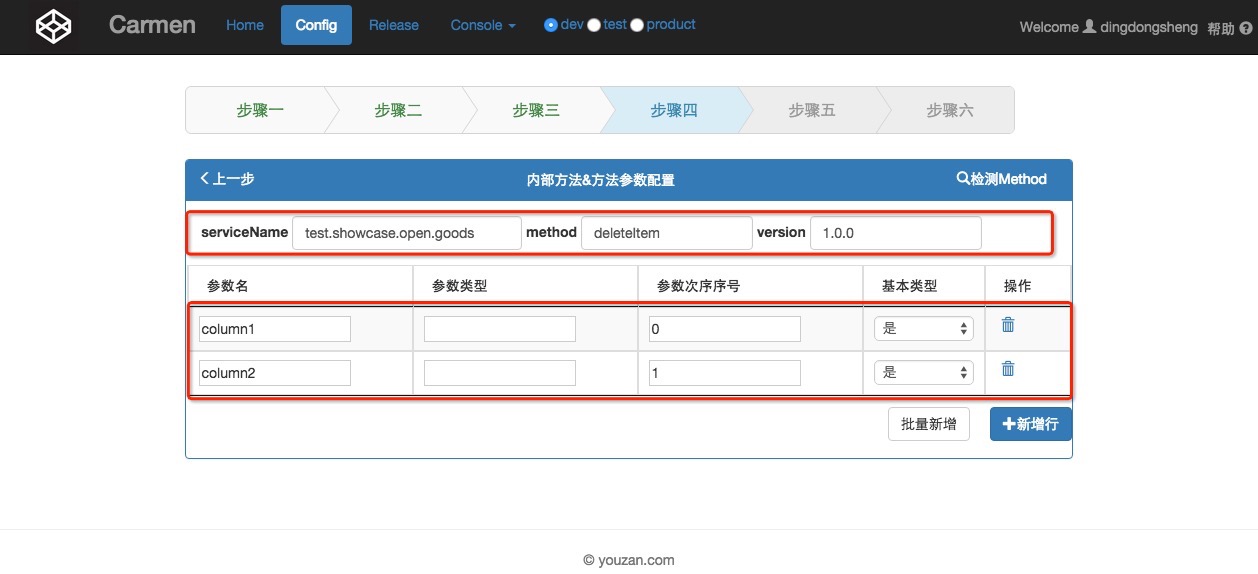 Carmen Home Config Release Console dev test product Welcome dingdongsheng 帮助
步骤一 步骤二 步骤三 步骤四 步骤五 步骤六
上一步 内部方法&方法参数配置 检测Method
serviceName test.showcase.open.goods method deleteItem version 1.0.0
参数名 参数类型 参数次序序号 基本类型 操作
column1 0 是
column2 1 是
批量新增 新增行
© youzan.com